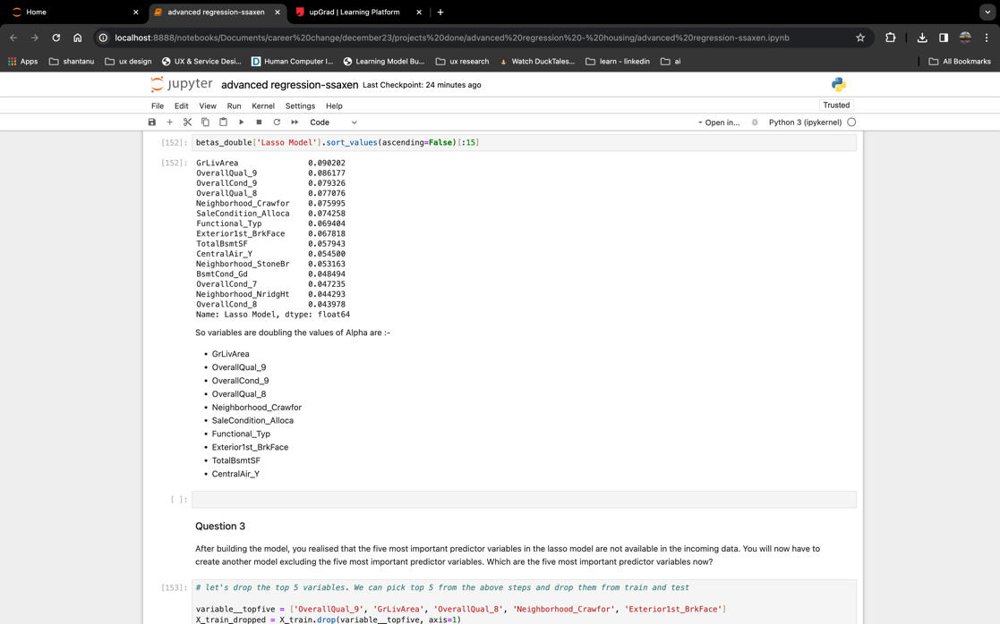 Home
advanced regression-ssaxen
upGrad | Learning Platform
localhost:8888/notebooks/Documents/career%20change/december23/projects%20done/advanced%20regression%20-%20housing/advanced%20regression-ssaxen.ipynb
Apps shantanu ux design UX & Service Desi... Human Computer I... Learning Model Bu... ux research Watch DuckTales... learn - linkedin ai All Bookmarks
jupyter advanced regression-ssaxen Last Checkpoint: 24 minutes ago
File Edit View Run Kernel Settings Help Trusted
Code Open in... Python 3 (ipykernel)
[152]: betas_double['Lasso Model'].sort_values(ascending=False)[:15]
[152]: GrLivArea 0.090202
OverallQual_9 0.086177
OverallCond_9 0.079326
OverallQual_8 0.077076
Neighborhood_Crawfor 0.075995
SaleCondition_Alloca 0.074258
Functional_Typ 0.069404
Exterior1st_BrkFace 0.067818
TotalBsmtSF 0.057943
CentralAir_Y 0.054500
Neighborhood_StoneBr 0.053163
BsmtCond_Gd 0.048494
OverallCond_7 0.047235
Neighborhood_NridgHt 0.044293
OverallCond_8 0.043978
Name: Lasso Model, dtype: float64
So variables are doubling the values of Alpha are :-
• GrLivArea
• OverallQual_9
• OverallCond_9
• OverallQual_8
• Neighborhood_Crawfor
• SaleCondition_Alloca
• Functional_Typ
• Exterior1st_BrkFace
• TotalBsmtSF
• CentralAir_Y
[ ]:
Question 3
After building the model, you realised that the five most important predictor variables in the lasso model are not available in the incoming data. You will now have to
create another model excluding the five most important predictor variables. Which are the five most important predictor variables now?
[153]: # let's drop the top 5 variables. We can pick top 5 from the above steps and drop them from train and test
variable__topfive = ['OverallQual_9', 'GrLivArea', 'OverallQual_8', 'Neighborhood_Crawfor', 'Exterior1st_BrkFace']
X_train_dropped = X_train.drop(variable__topfive, axis=1)